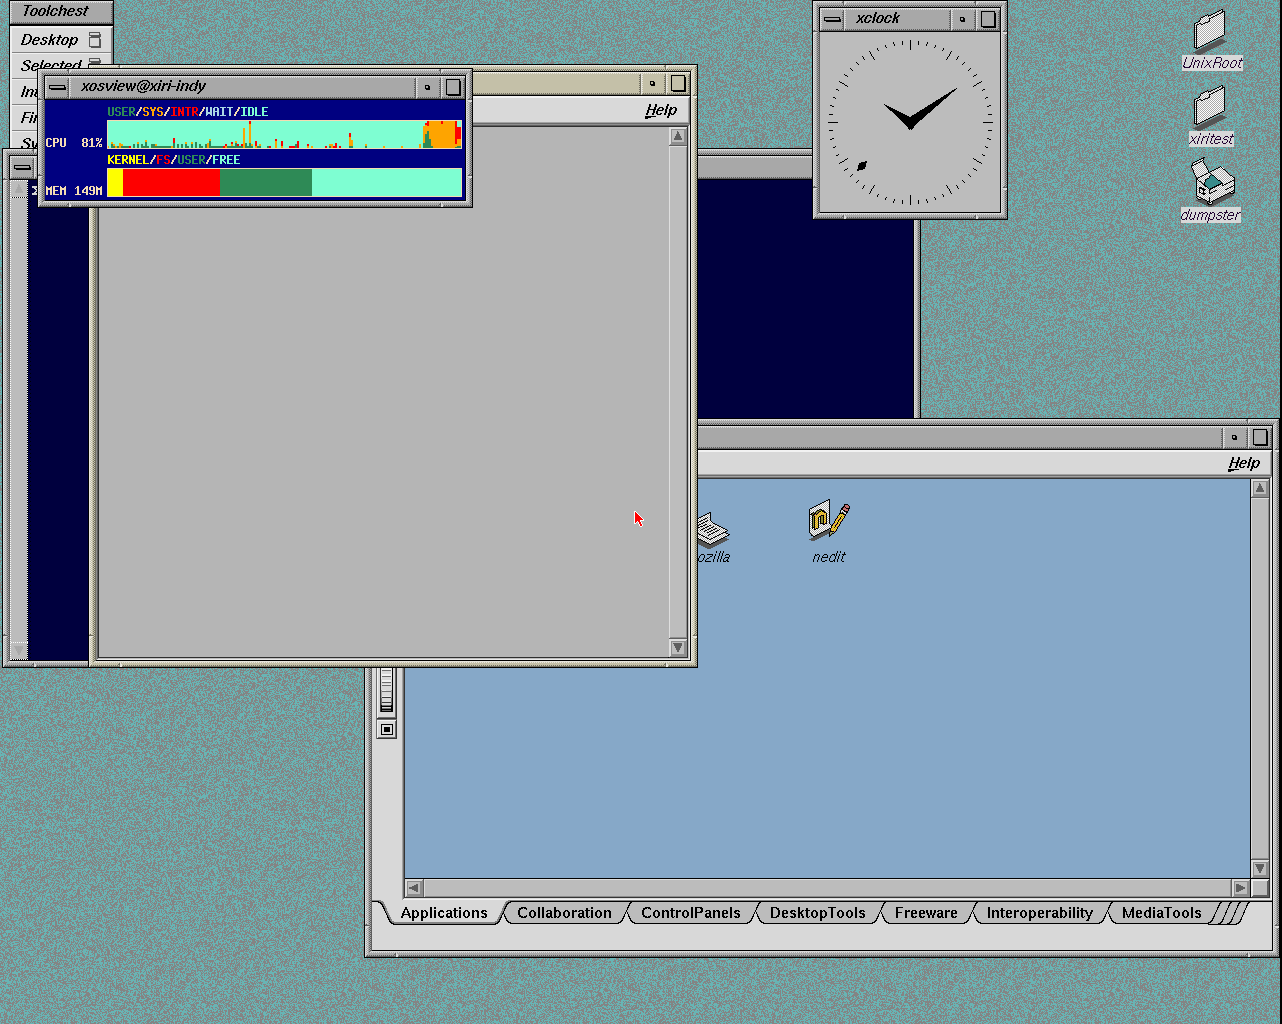 Toolchest
Desktop
Selected
xosview@xiri-indy
USER/SYS/INTR/WAIT/IDLE
CPU 81%
KERNEL/FS/USER/FREE
MEM 149M
Help
xclock
UnixRoot
xiritest
dumpster
Help
nedit
Applications
Collaboration
ControlPanels
DesktopTools
Freeware
Interoperability
MediaTools